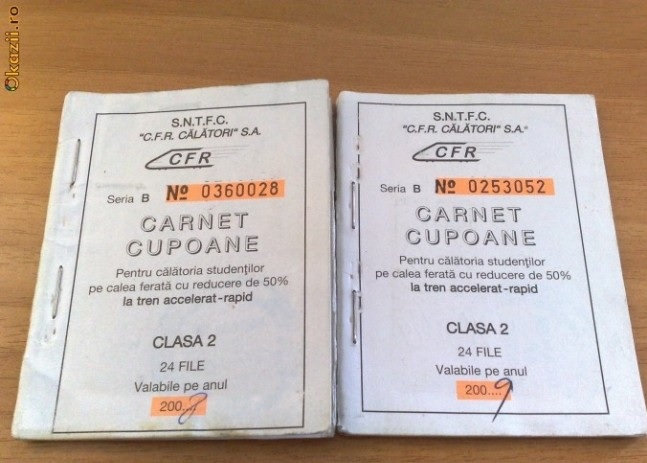 Okazii.ro
S.N.T.F.C.
"C.F.R. CĂLĂTORI" S.A.
CFR
Seria B № 0360028
CARNET
CUPOANE
Pentru călătoria studenților
pe calea ferată cu reducere de 50%
la tren accelerat-rapid
CLASA 2
24 FILE
Valabile pe anul
200..8
S.N.T.F.C.
"C.F.R. CĂLĂTORI" S.A."
CFR
Seria B № 0253052
CARNET
CUPOANE
Pentru călătoria studenților
pe calea ferată cu reducere de 50%
la tren accelerat-rapid
CLASA 2
24 FILE
Valabile pe anul
200....9